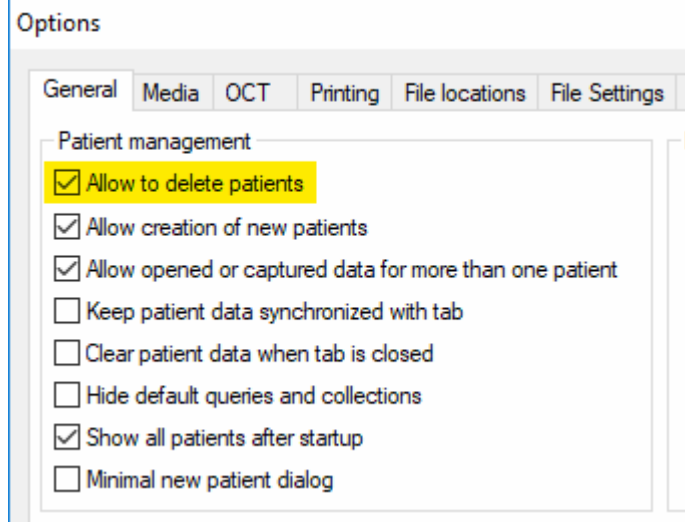 Options
General Media OCT Printing File locations File Settings
Patient management
Allow to delete patients
Allow creation of new patients
Allow opened or captured data for more than one patient
Keep patient data synchronized with tab
Clear patient data when tab is closed
Hide default queries and collections
Show all patients after startup
Minimal new patient dialog